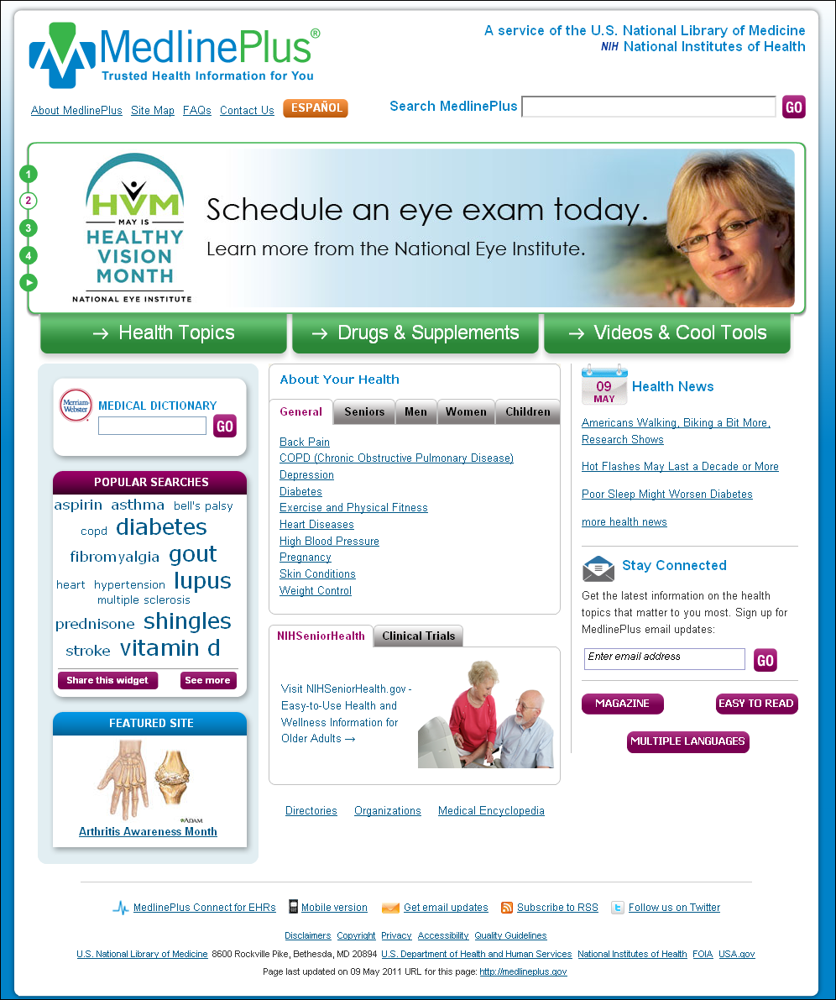 MedlinePlus®
Trusted Health Information for You
A service of the U.S. National Library of Medicine
NIH National Institutes of Health
About MedlinePlus Site Map FAQs Contact Us ESPAÑOL
Search MedlinePlus GO
1
2
3
4
HVM
MAY IS
HEALTHY
VISION
MONTH
NATIONAL EYE INSTITUTE
Schedule an eye exam today.
Learn more from the National Eye Institute.
→ Health Topics
→ Drugs & Supplements
→ Videos & Cool Tools
Merriam-
Webster
MEDICAL DICTIONARY
GO
POPULAR SEARCHES
aspirin asthma bell's palsy
copd diabetes
fibromyalgia gout
heart hypertension lupus
multiple sclerosis
prednisone shingles
stroke vitamin d
Share this widget See more
FEATURED SITE
ADAM
Arthritis Awareness Month
About Your Health
General Seniors Men Women Children
Back Pain
COPD (Chronic Obstructive Pulmonary Disease)
Depression
Diabetes
Exercise and Physical Fitness
Heart Diseases
High Blood Pressure
Pregnancy
Skin Conditions
Weight Control
NIHSeniorHealth Clinical Trials
Visit NIHSeniorHealth.gov -
Easy-to-Use Health and
Wellness Information for
Older Adults →
Directories Organizations Medical Encyclopedia
09
MAY
Health News
Americans Walking, Biking a Bit More,
Research Shows
Hot Flashes May Last a Decade or More
Poor Sleep Might Worsen Diabetes
more health news
Stay Connected
Get the latest information on the health
topics that matter to you most. Sign up for
MedlinePlus email updates:
Enter email address GO
MAGAZINE EASY TO READ
MULTIPLE LANGUAGES
MedlinePlus Connect for EHRs Mobile version Get email updates Subscribe to RSS Follow us on Twitter
Disclaimers Copyright Privacy Accessibility Quality Guidelines
U.S. National Library of Medicine 8600 Rockville Pike, Bethesda, MD 20894 U.S. Department of Health and Human Services National Institutes of Health FOIA USA.gov
Page last updated on 09 May 2011 URL for this page: http://medlineplus.gov